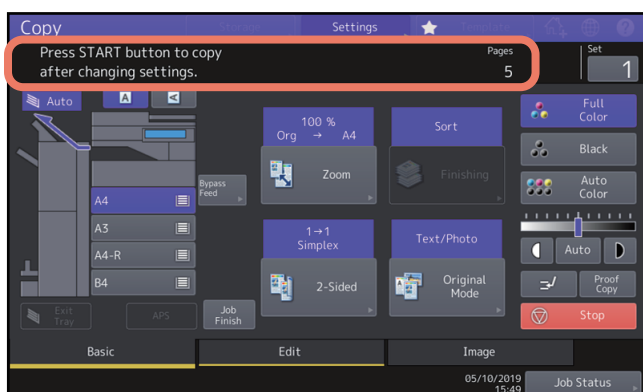 Copy
Storage
Settings
Template
Press START button to copy
after changing settings.
Pages
5
Set
1
Auto
A
A
100 %
Org → A4
Zoom
Sort
Finishing
Full
Color
Black
Auto
Color
Bypass
Feed
A4
A3
A4-R
B4
1→1
Simplex
2-Sided
Text/Photo
Original
Mode
Auto
Proof
Copy
Exit
Tray
APS
Job
Finish
Stop
Basic
Edit
Image
05/10/2019
15:49
Job Status